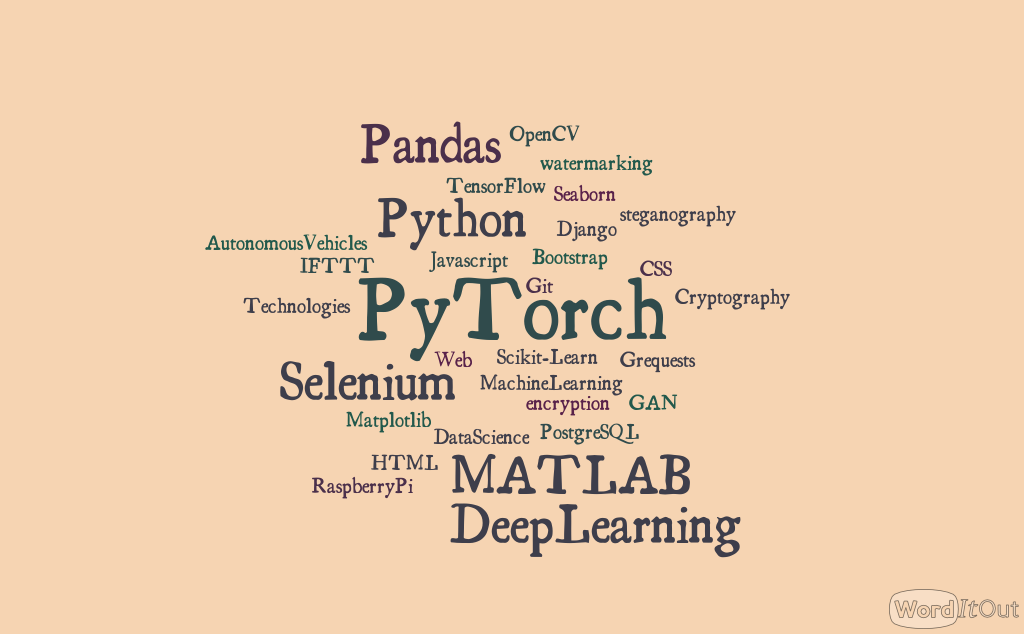 Pandas
OpenCV
watermarking
TensorFlow
Seaborn
Python
steganography
Django
AutonomousVehicles
Javascript
Bootstrap
IFTTT
CSS
Git
Technologies
PyTorch
Cryptography
Web
Scikit-Learn
Grequests
Selenium
MachineLearning
encryption
GAN
Matplotlib
DataScience
PostgreSQL
HTML
MATLAB
RaspberryPi
DeepLearning
WordItOut